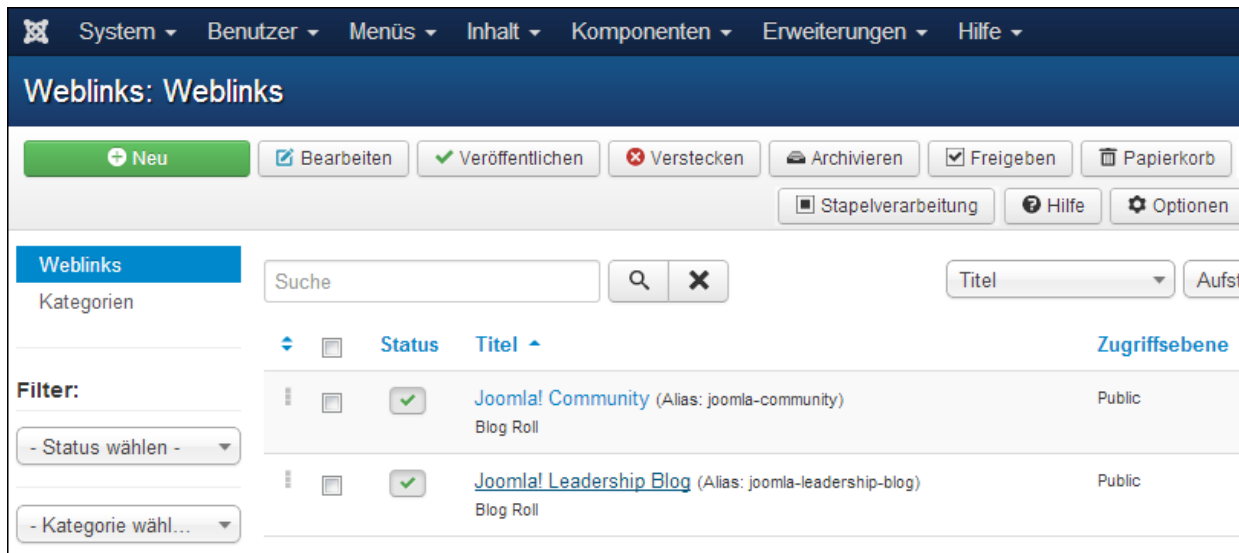 System Benutzer Menüs Inhalt Komponenten Erweiterungen Hilfe
Weblinks: Weblinks
Neu Bearbeiten Veröffentlichen Verstecken Archivieren Freigeben Papierkorb
Stapelverarbeitung Hilfe Optionen
Weblinks
Kategorien
Filter:
- Status wählen -
- Kategorie wähl...
Suche Titel Aufst
Status Titel Zugriffsebene
Joomla! Community (Alias: joomla-community) Public
Blog Roll
Joomla! Leadership Blog (Alias: joomla-leadership-blog) Public
Blog Roll